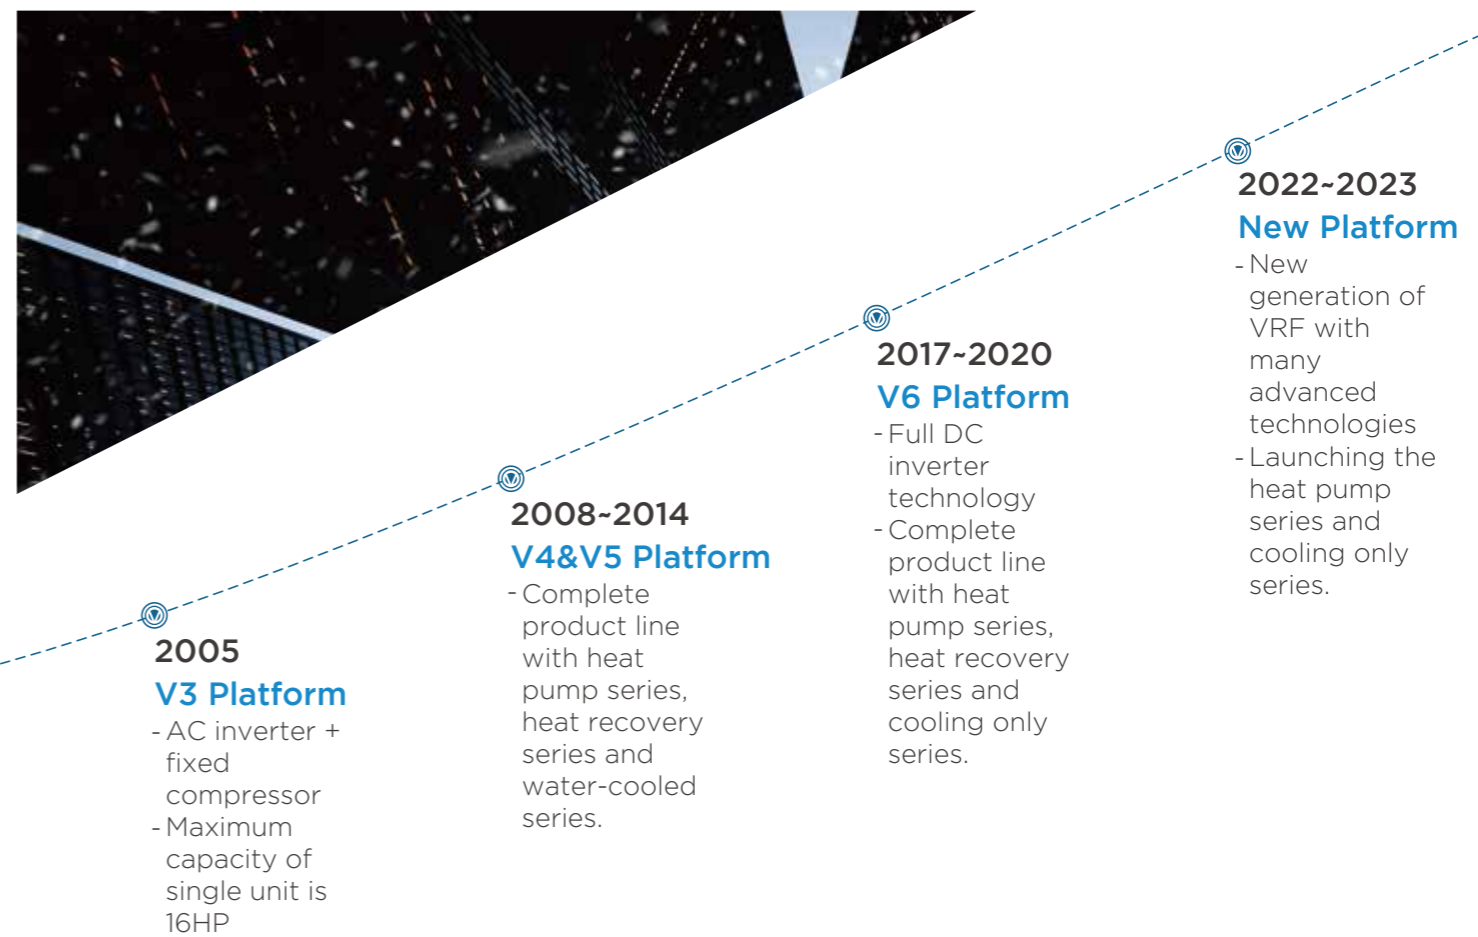 2005
V3 Platform
- AC inverter +
fixed
compressor
- Maximum
capacity of
single unit is
16HP
2008~2014
V4&V5 Platform
- Complete
product line
with heat
pump series,
heat recovery
series and
water-cooled
series.
2017~2020
V6 Platform
- Full DC
inverter
technology
- Complete
product line
with heat
pump series,
heat recovery
series and
cooling only
series.
2022~2023
New Platform
- New
generation of
VRF with
many
advanced
technologies
- Launching the
heat pump
series and
cooling only
series.